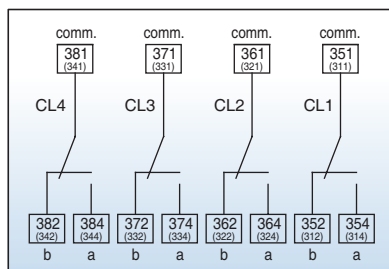 comm. comm. comm. comm.
381 371 361 351
(341) (331) (321) (311)
CL4 CL3 CL2 CL1
382 384 372 374 362 364 352 354
(342) (344) (332) (334) (322) (324) (312) (314)
b a b a b a b a